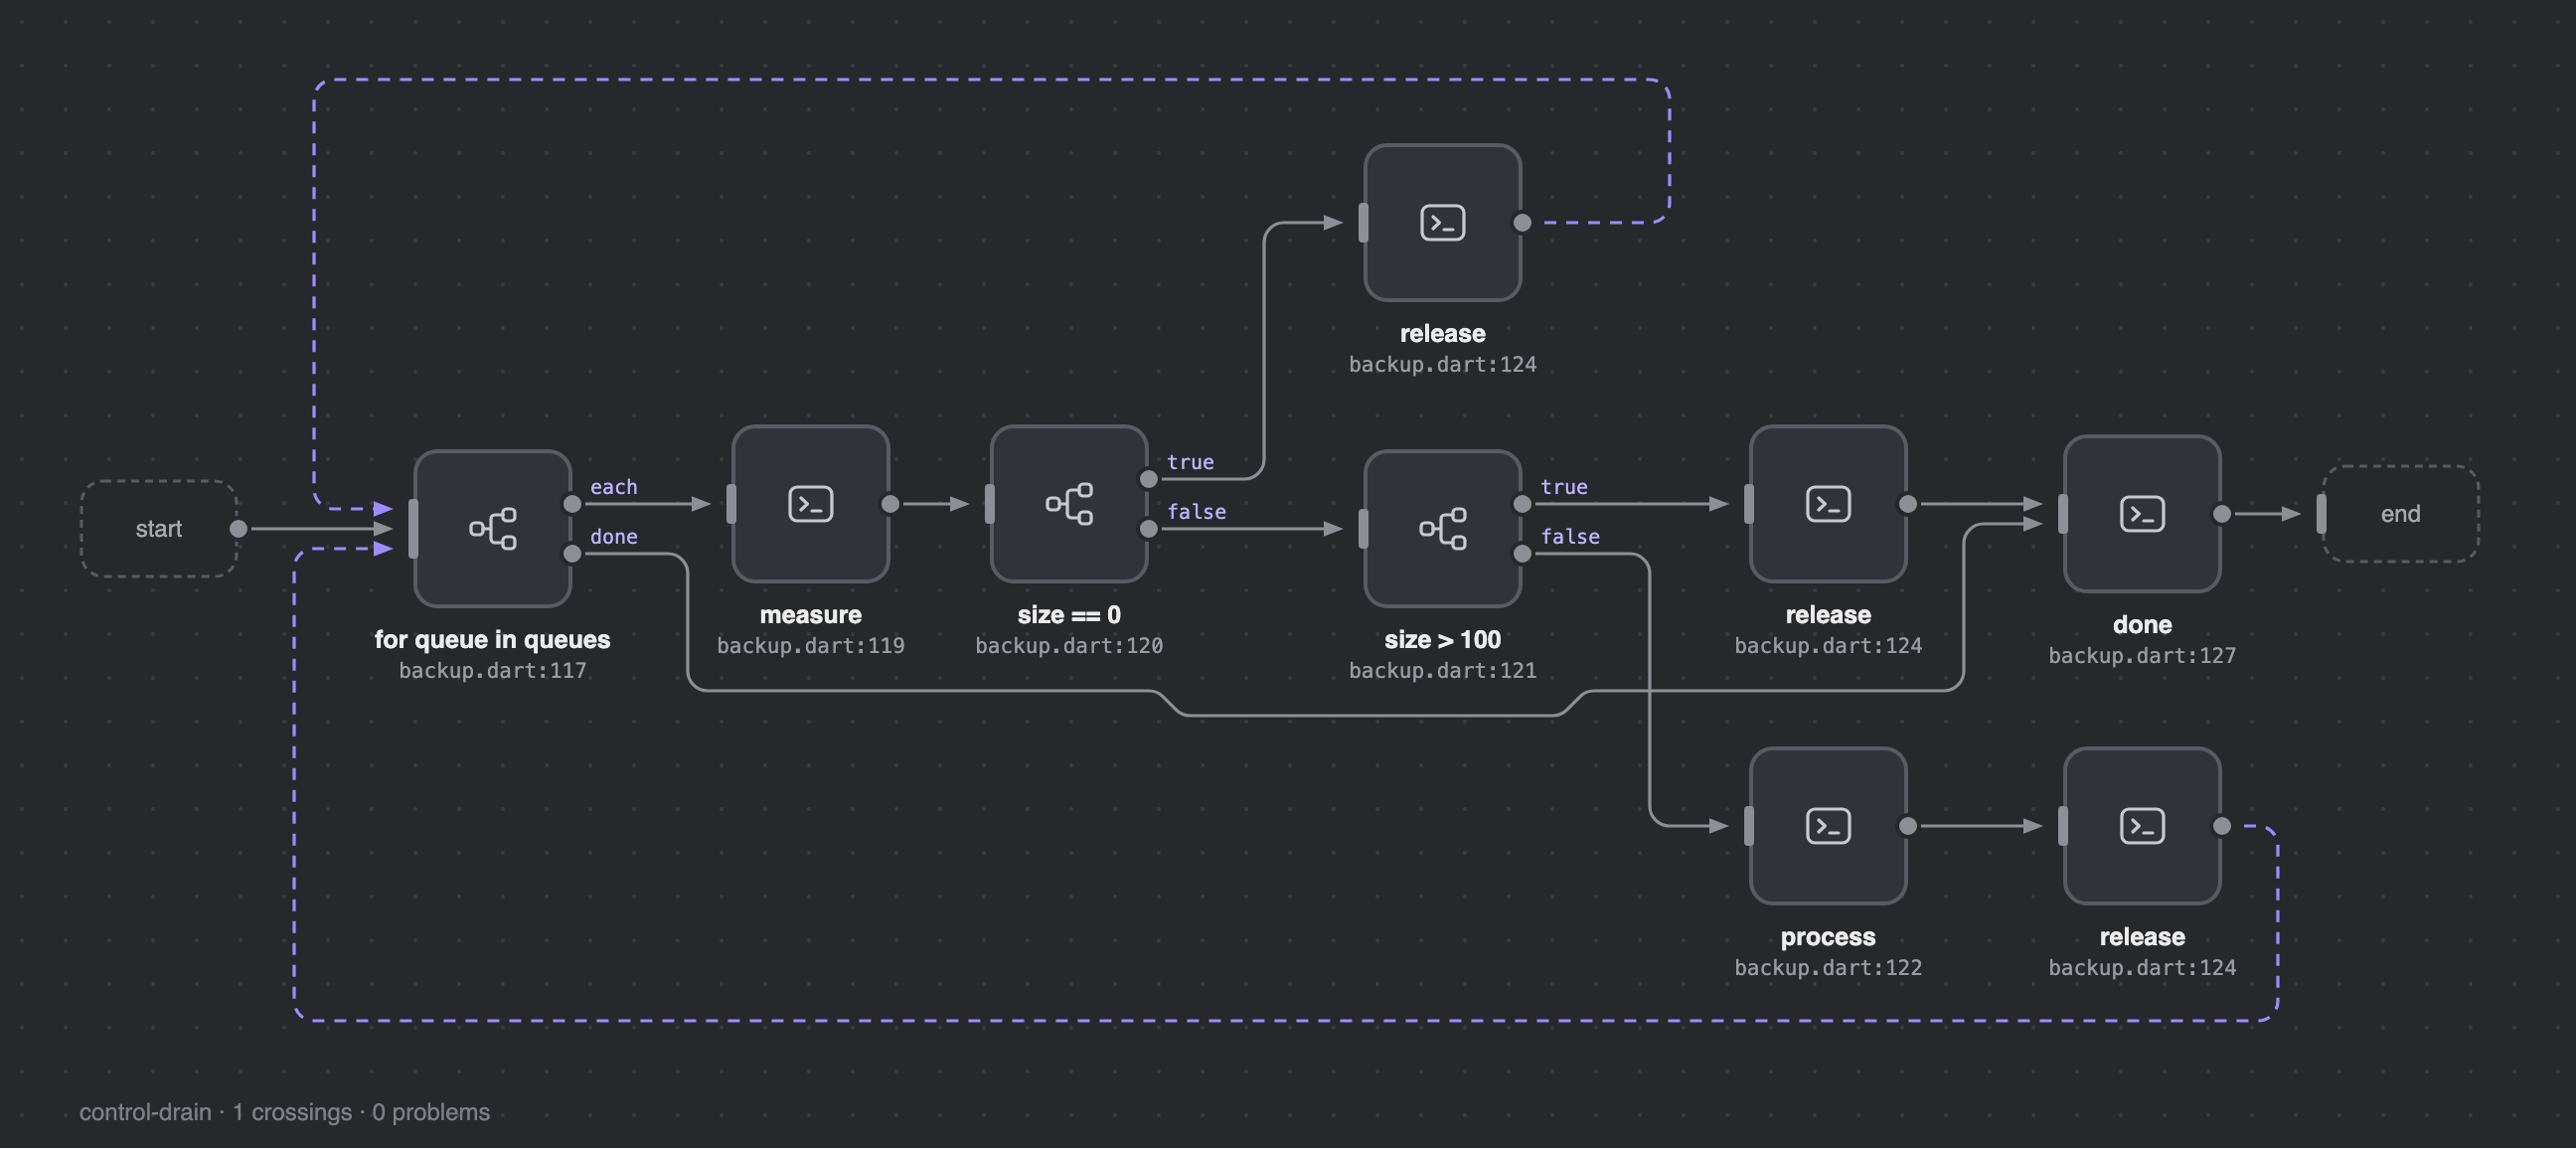 release
backup.dart:124
start
each
done
for queue in queues
backup.dart:117
measure
backup.dart:119
true
false
size == 0
backup.dart:120
true
false
size > 100
backup.dart:121
release
backup.dart:124
done
backup.dart:127
end
process
backup.dart:122
release
backup.dart:124
control-drain · 1 crossings · 0 problems